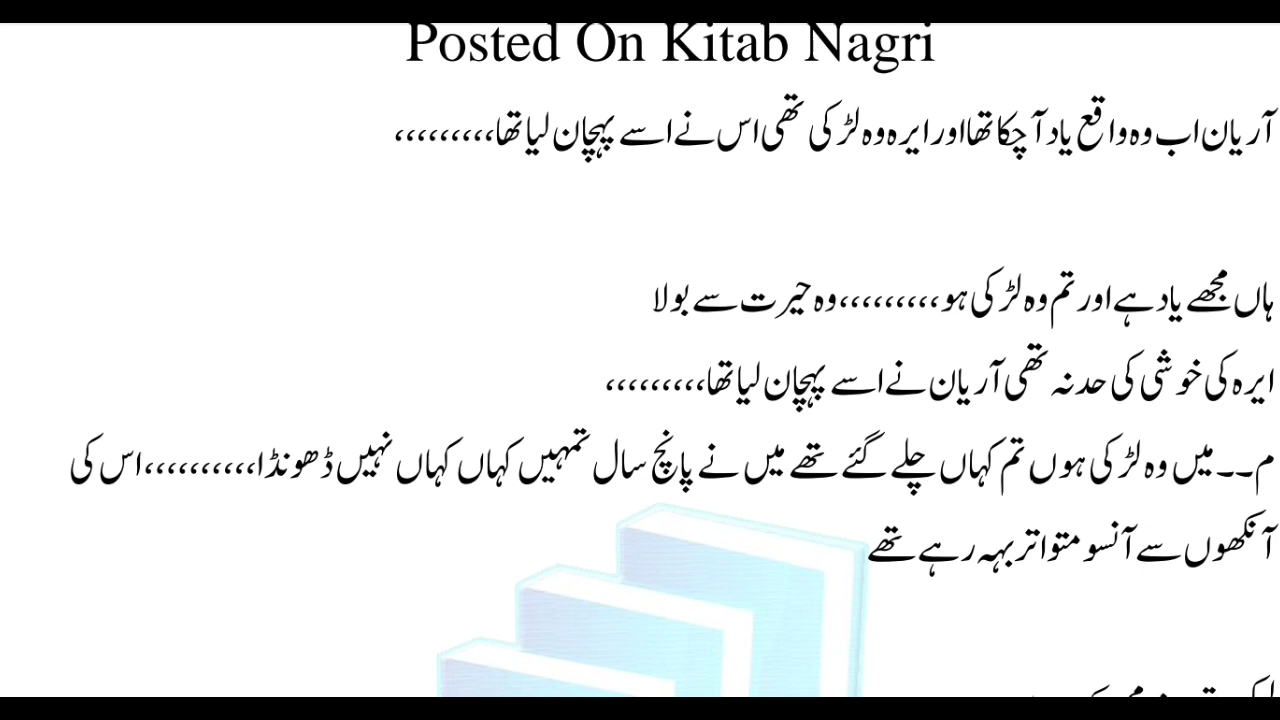 Posted On Kitab Nagri
آریان اب وہ واقع یاد آ چکا تھا اور ایرہ وہ لڑکی تھی اس نے اسے پہچان لیا تھا،،،،،،،،،
ہاں مجھے یاد ہے اور تم وہ لڑکی ہو،،،،،،،،،وہ حیرت سے بولا
ایرہ کی خوشی کی حد نہ تھی آریان نے اسے پہچان لیا تھا،،،،،،،،،
م۔۔ میں وہ لڑکی ہوں تم کہاں چلے گئے تھے میں نے پانچ سال تمہیں کہاں کہاں نہیں ڈھونڈا،،،،،،،،،،اس کی
آنکھوں سے آنسو متواتر بہہ رہے تھے